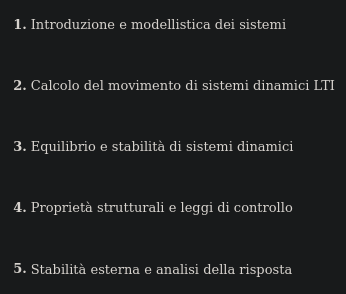 1. Introduzione e modellistica dei sistemi
2. Calcolo del movimento di sistemi dinamici LTI
3. Equilibrio e stabilità di sistemi dinamici
4. Proprietà strutturali e leggi di controllo
5. Stabilità esterna e analisi della risposta